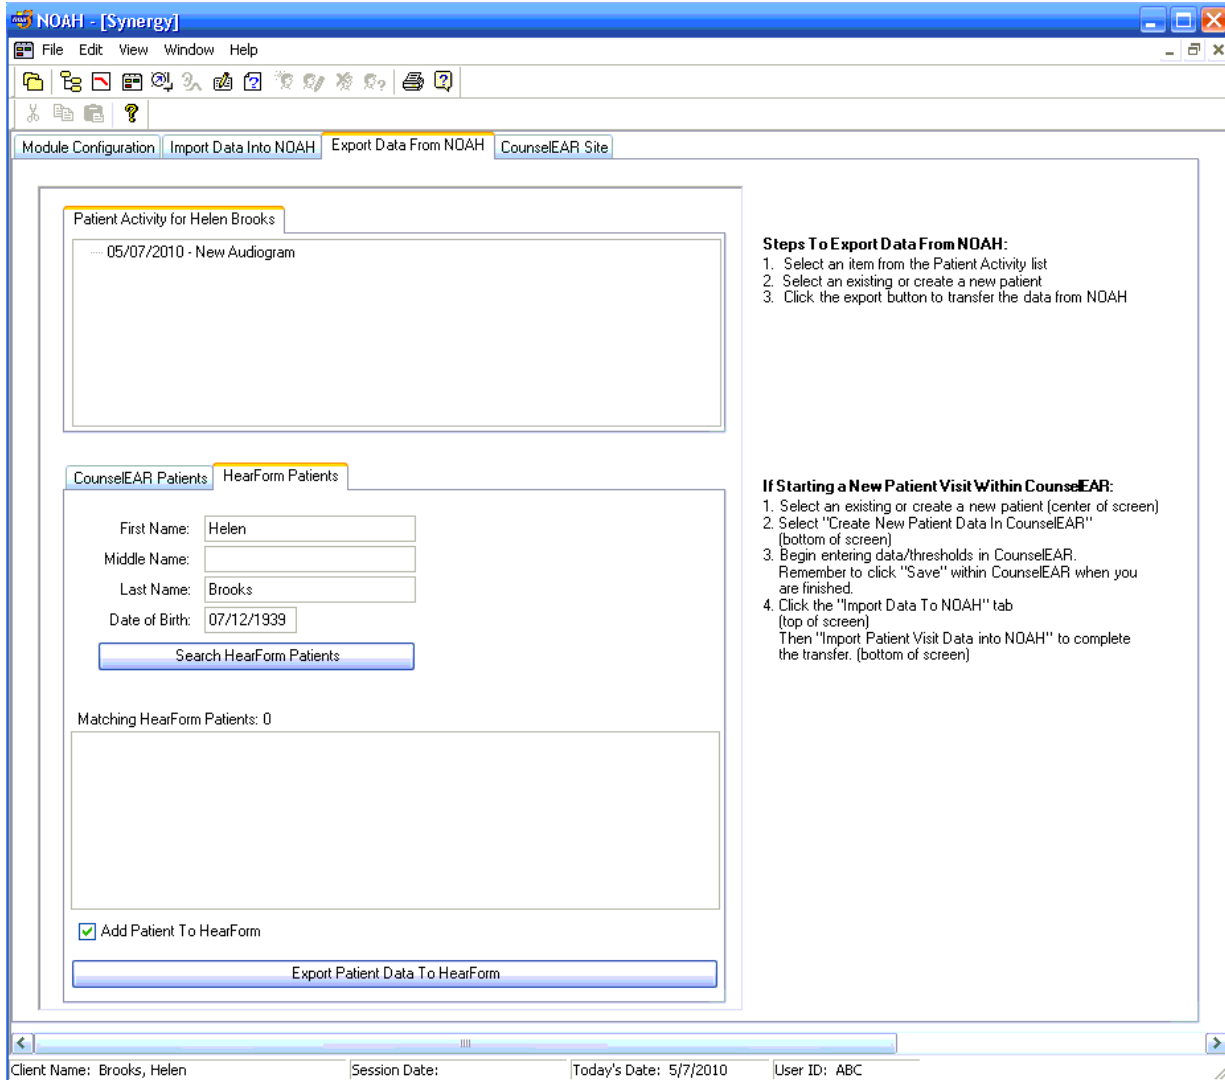 NOAH - [Synergy]
File Edit View Window Help
Module Configuration Import Data Into NOAH Export Data From NOAH CounselEAR Site
Patient Activity for Helen Brooks
05/07/2010 - New Audiogram
Steps To Export Data From NOAH:
1. Select an item from the Patient Activity list
2. Select an existing or create a new patient
3. Click the export button to transfer the data from NOAH
CounselEAR Patients HearForm Patients
First Name: Helen
Middle Name:
Last Name: Brooks
Date of Birth: 07/12/1939
Search HearForm Patients
Matching HearForm Patients: 0
Add Patient To HearForm
Export Patient Data To HearForm
If Starting a New Patient Visit Within CounselEAR:
1. Select an existing or create a new patient (center of screen)
2. Select "Create New Patient Data In CounselEAR"
(bottom of screen)
3. Begin entering data/thresholds in CounselEAR.
Remember to click "Save" within CounselEAR when you
are finished.
4. Click the "Import Data To NOAH" tab
(top of screen)
Then "Import Patient Visit Data into NOAH" to complete
the transfer. (bottom of screen)
Client Name: Brooks, Helen Session Date: Today's Date: 5/7/2010 User ID: ABC